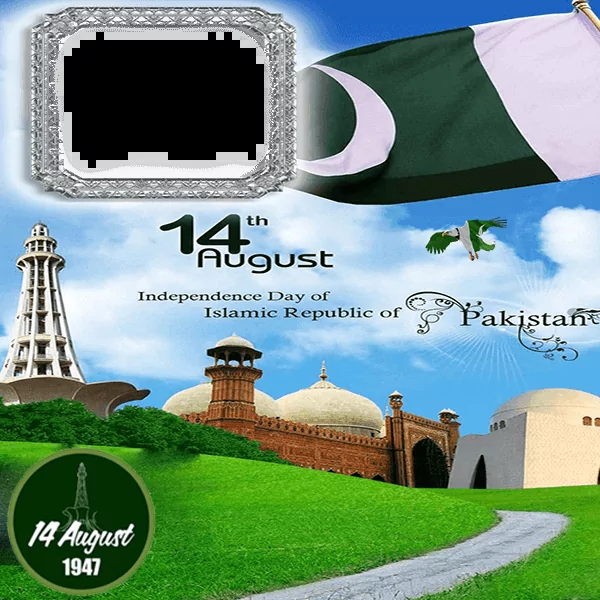 14th
August
Independence Day of
Islamic Republic of Pakistan
14 August
1947